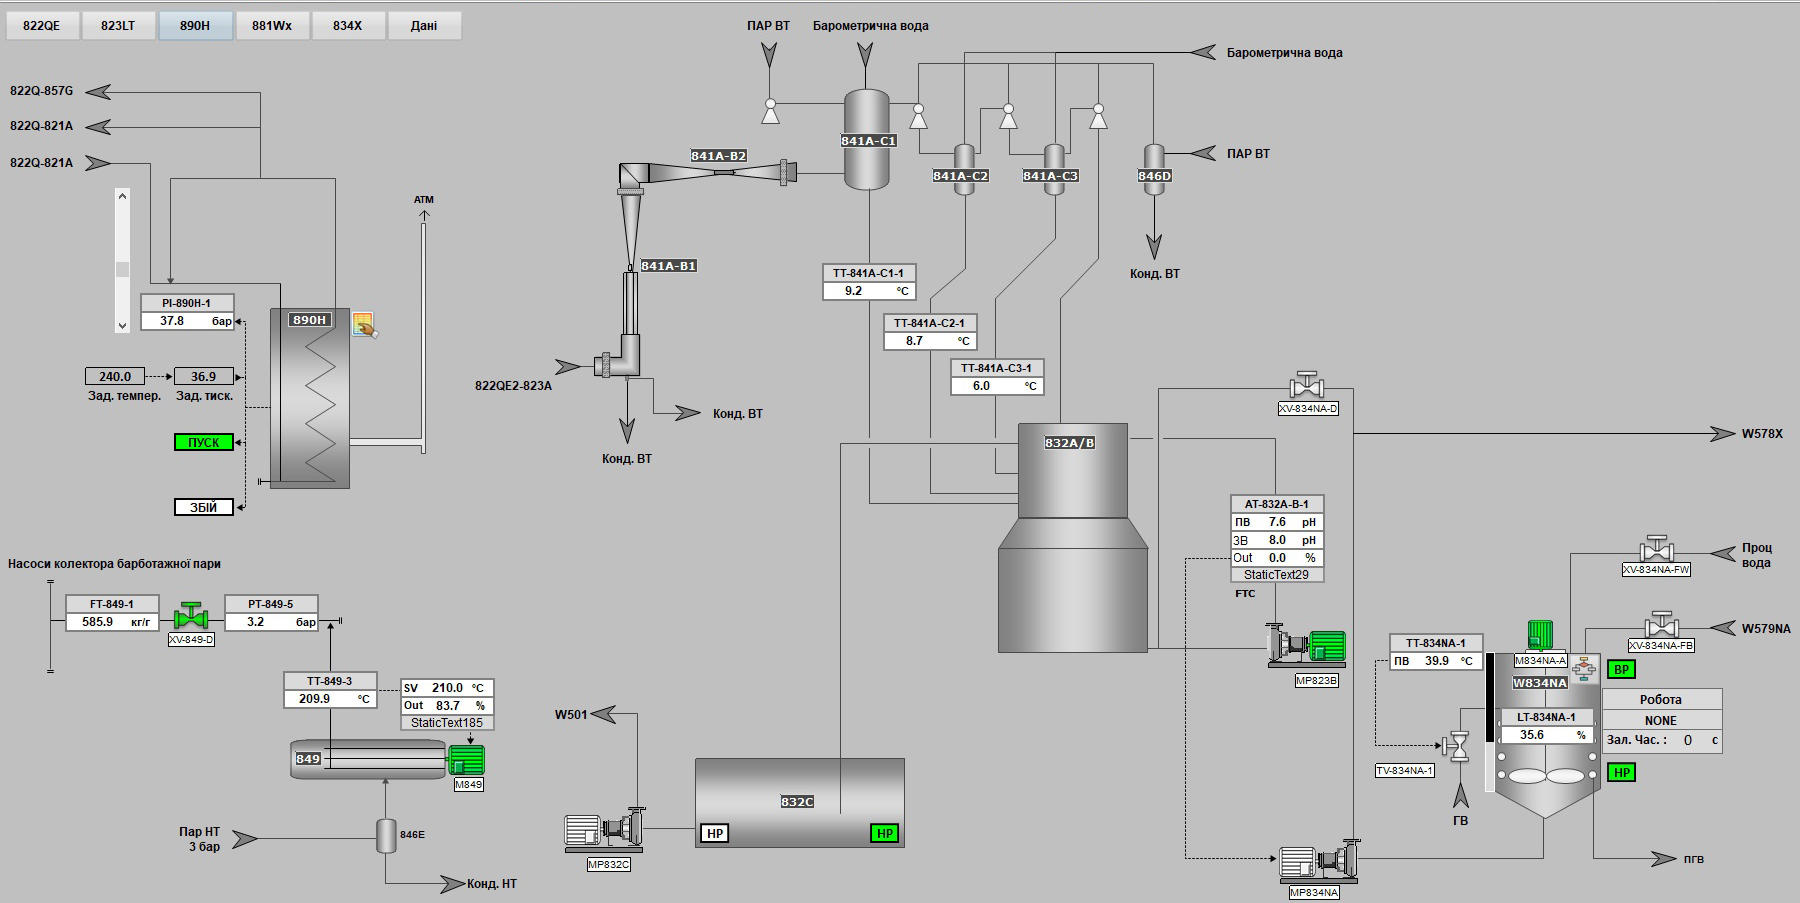 822QE
823LT
890H
881Wx
834X
Дані
ПАР ВТ
Барометрична вода
Барометрична вода
822Q-857G
822Q-821A
822Q-821A
ATM
841A-B2
841A-C1
841A-C2
841A-C3
846D
ПАР ВТ
841A-B1
Конд. ВТ
TT-841A-C1-1
9.2 °C
TT-841A-C2-1
8.7 °C
TT-841A-C3-1
6.0 °C
PI-890H-1
37.8 бар
890H
240.0
36.9
Зад. темпер.
Зад. тиск.
ПУСК
ЗБІЙ
822QE2-823A
Конд. ВТ
Конд. ВТ
XV-834NA-D
W578X
832A/B
AT-832A-B-1
ПВ 7.6 pH
ЗВ 8.0 pH
Out 0.0 %
StaticText29
FTC
MP823B
Проц
вода
XV-834NA-FW
W579NA
XV-834NA-FB
Насоси колектора барботажної пари
FT-849-1
585.9 кг/г
XV-849-D
PT-849-5
3.2 бар
TT-849-3
209.9 °C
SV 210.0 °C
Out 83.7 %
StaticText185
849
M849
Пар НТ
3 бар
846E
Конд. НТ
W501
MP832C
832C
НР
НР
TT-834NA-1
ПВ 39.9 °C
M834NA-A
W834NA
ВР
LT-834NA-1
35.6 %
Робота
NONE
Зал. Час. : 0 с
НР
TV-834NA-1
ГВ
пгв
MP834NA